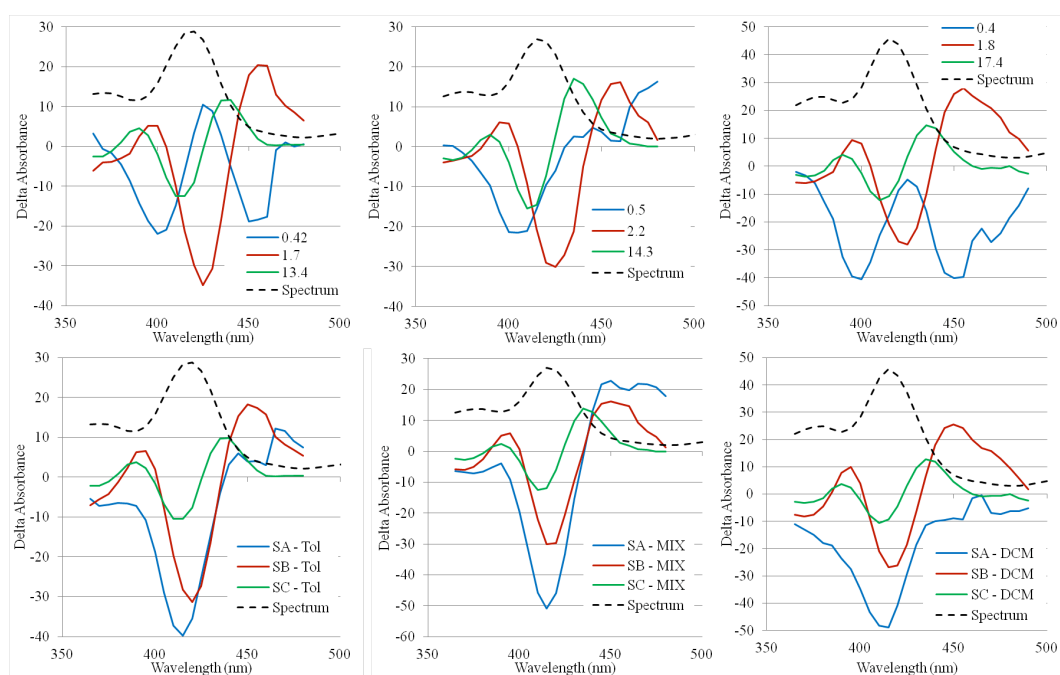 30
20
10
0
-10
-20
-30
-40
350 400 450 500
Delta Absorbance
Wavelength (nm)
0.42
1.7
13.4
Spectrum
30
20
10
0
-10
-20
-30
-40
350 400 450 500
Delta Absorbance
Wavelength (nm)
0.5
2.2
14.3
Spectrum
50
40
30
20
10
0
-10
-20
-30
-40
-50
350 400 450 500
Delta Absorbance
Wavelength (nm)
0.4
1.8
17.4
Spectrum
30
20
10
0
-10
-20
-30
-40
350 400 450 500
Delta Absorbance
Wavelength (nm)
SA - Tol
SB - Tol
SC - Tol
Spectrum
30
20
10
0
-10
-20
-30
-40
-50
-60
350 400 450 500
Delta Absorbance
Wavelength (nm)
SA - MIX
SB - MIX
SC - MIX
Spectrum
50
40
30
20
10
0
-10
-20
-30
-40
-50
350 400 450 500
Delta Absorbance
Wavelength (nm)
SA - DCM
SB - DCM
SC - DCM
Spectrum